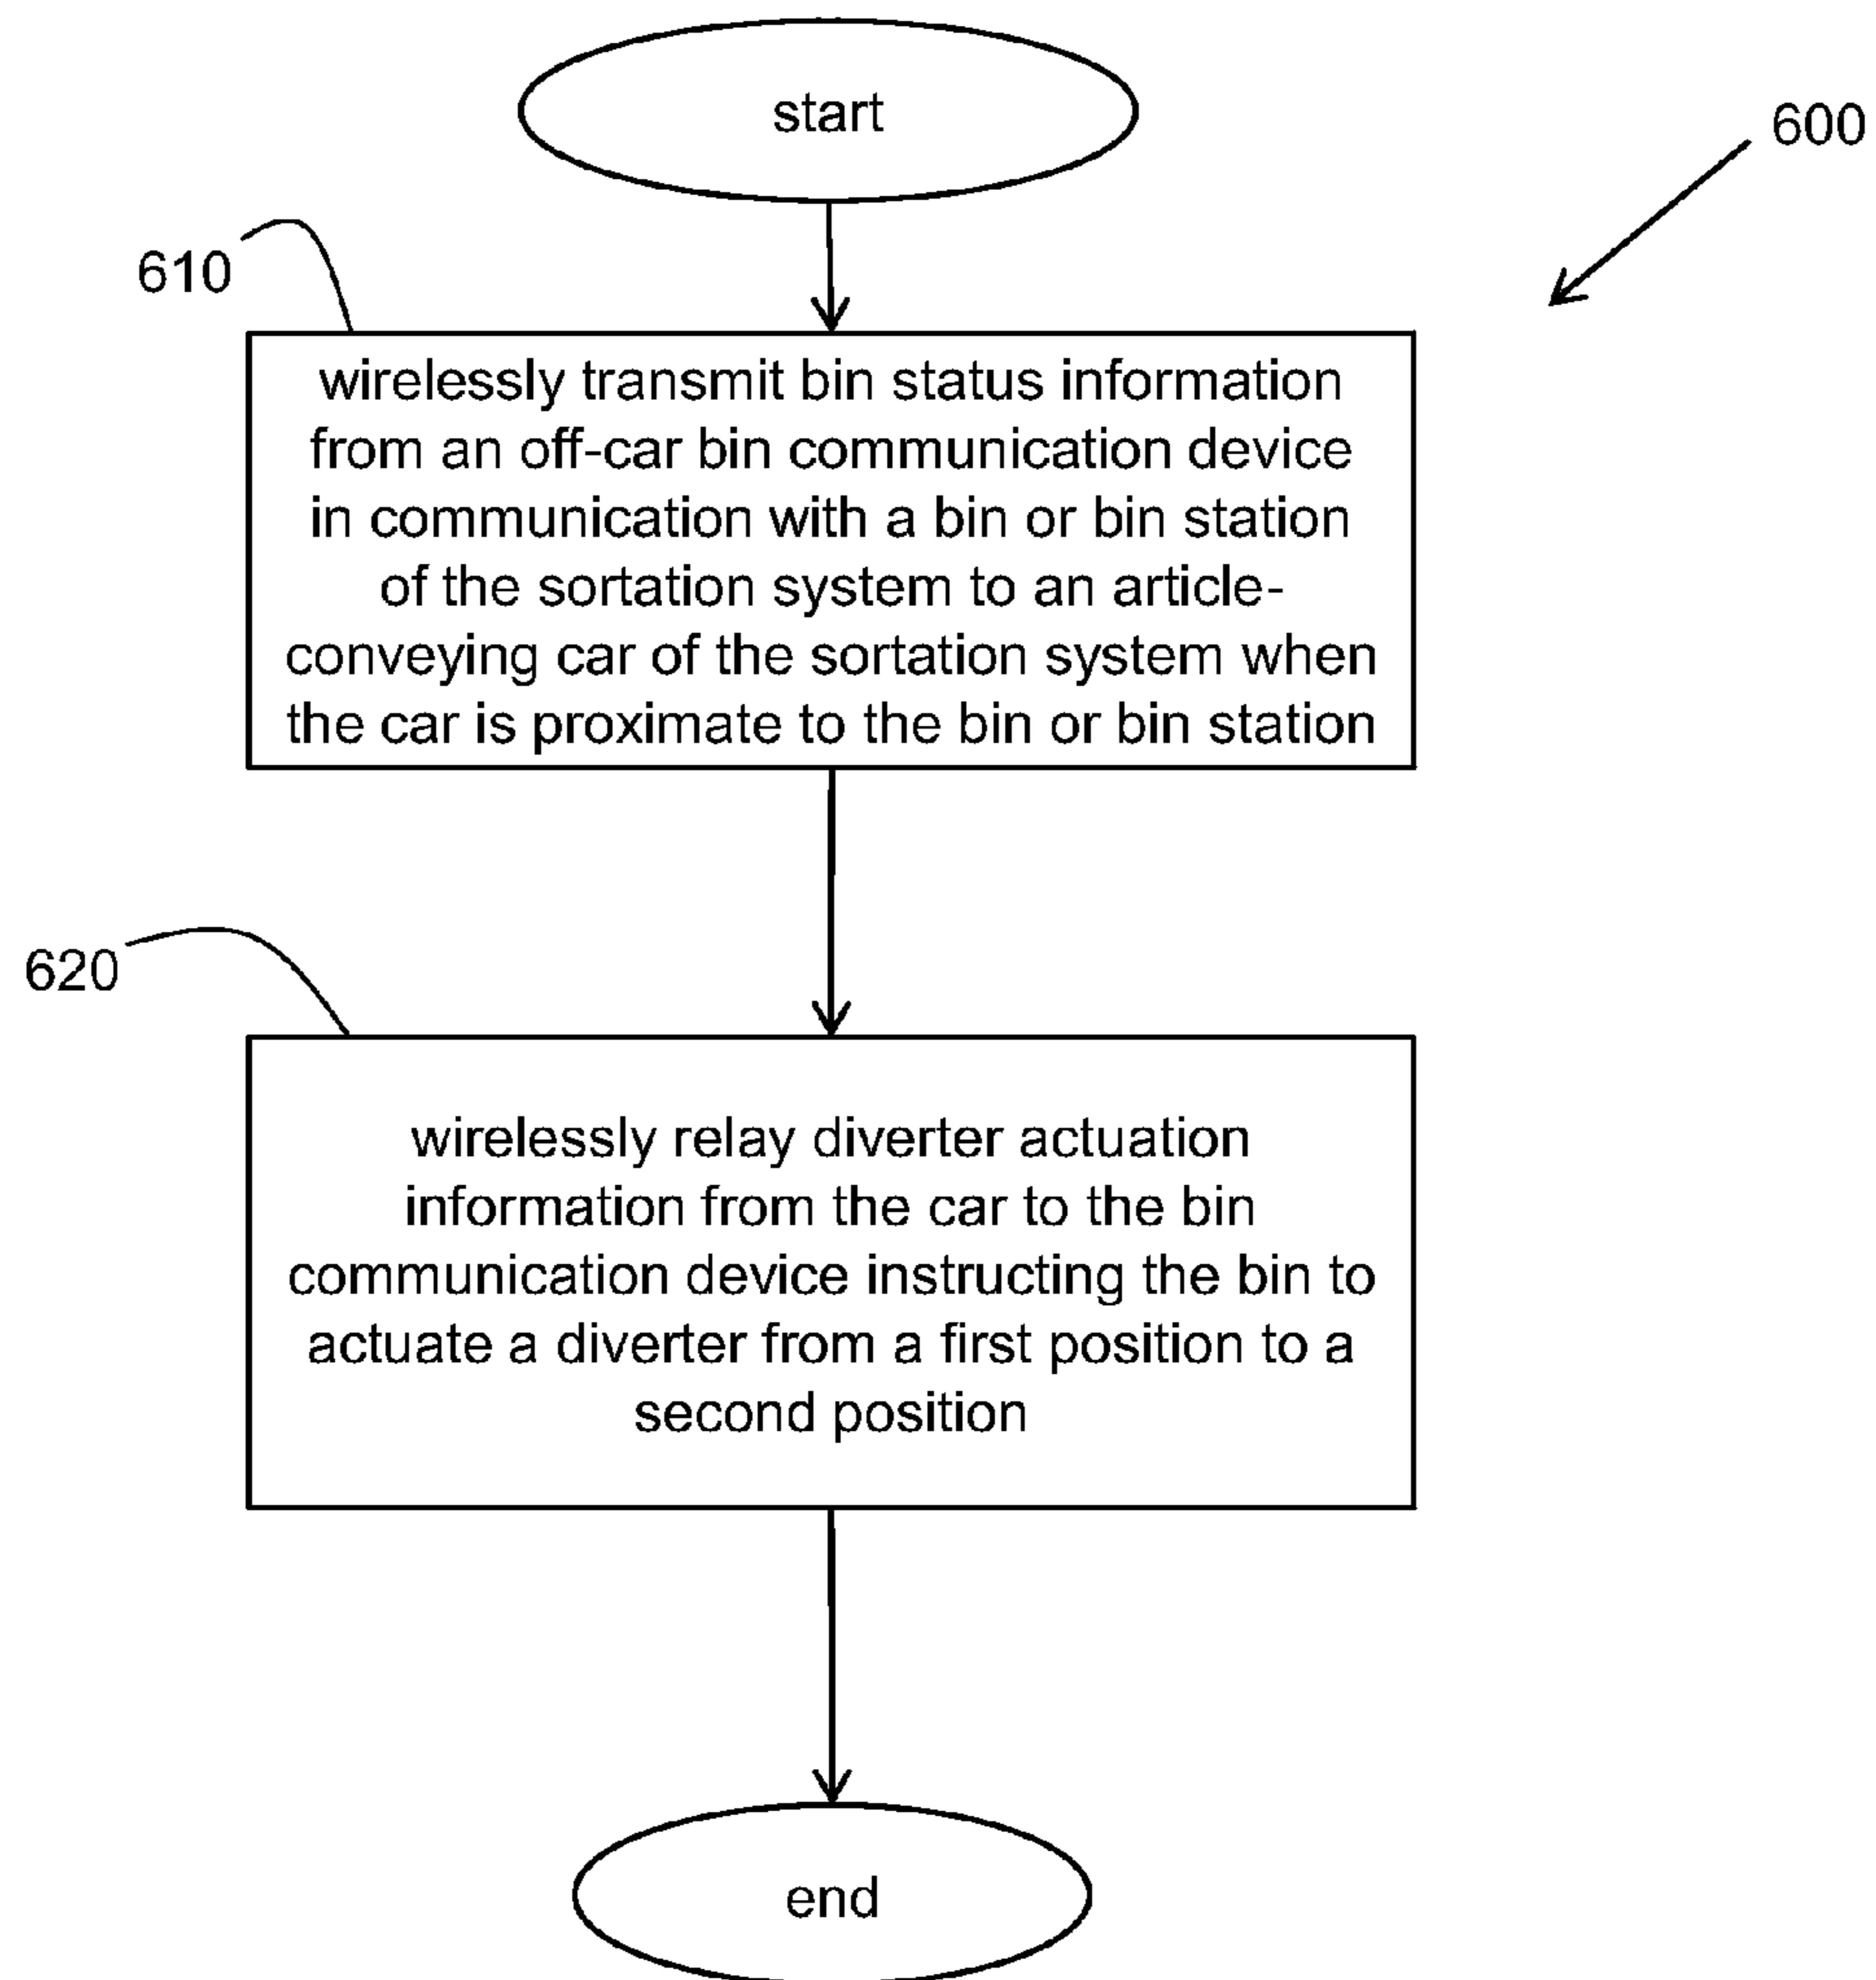 start
600
610
wirelessly transmit bin status information
from an off-car bin communication device
in communication with a bin or bin station
of the sortation system to an article-
conveying car of the sortation system when
the car is proximate to the bin or bin station
620
wirelessly relay diverter actuation
information from the car to the bin
communication device instructing the bin to
actuate a diverter from a first position to a
second position
end